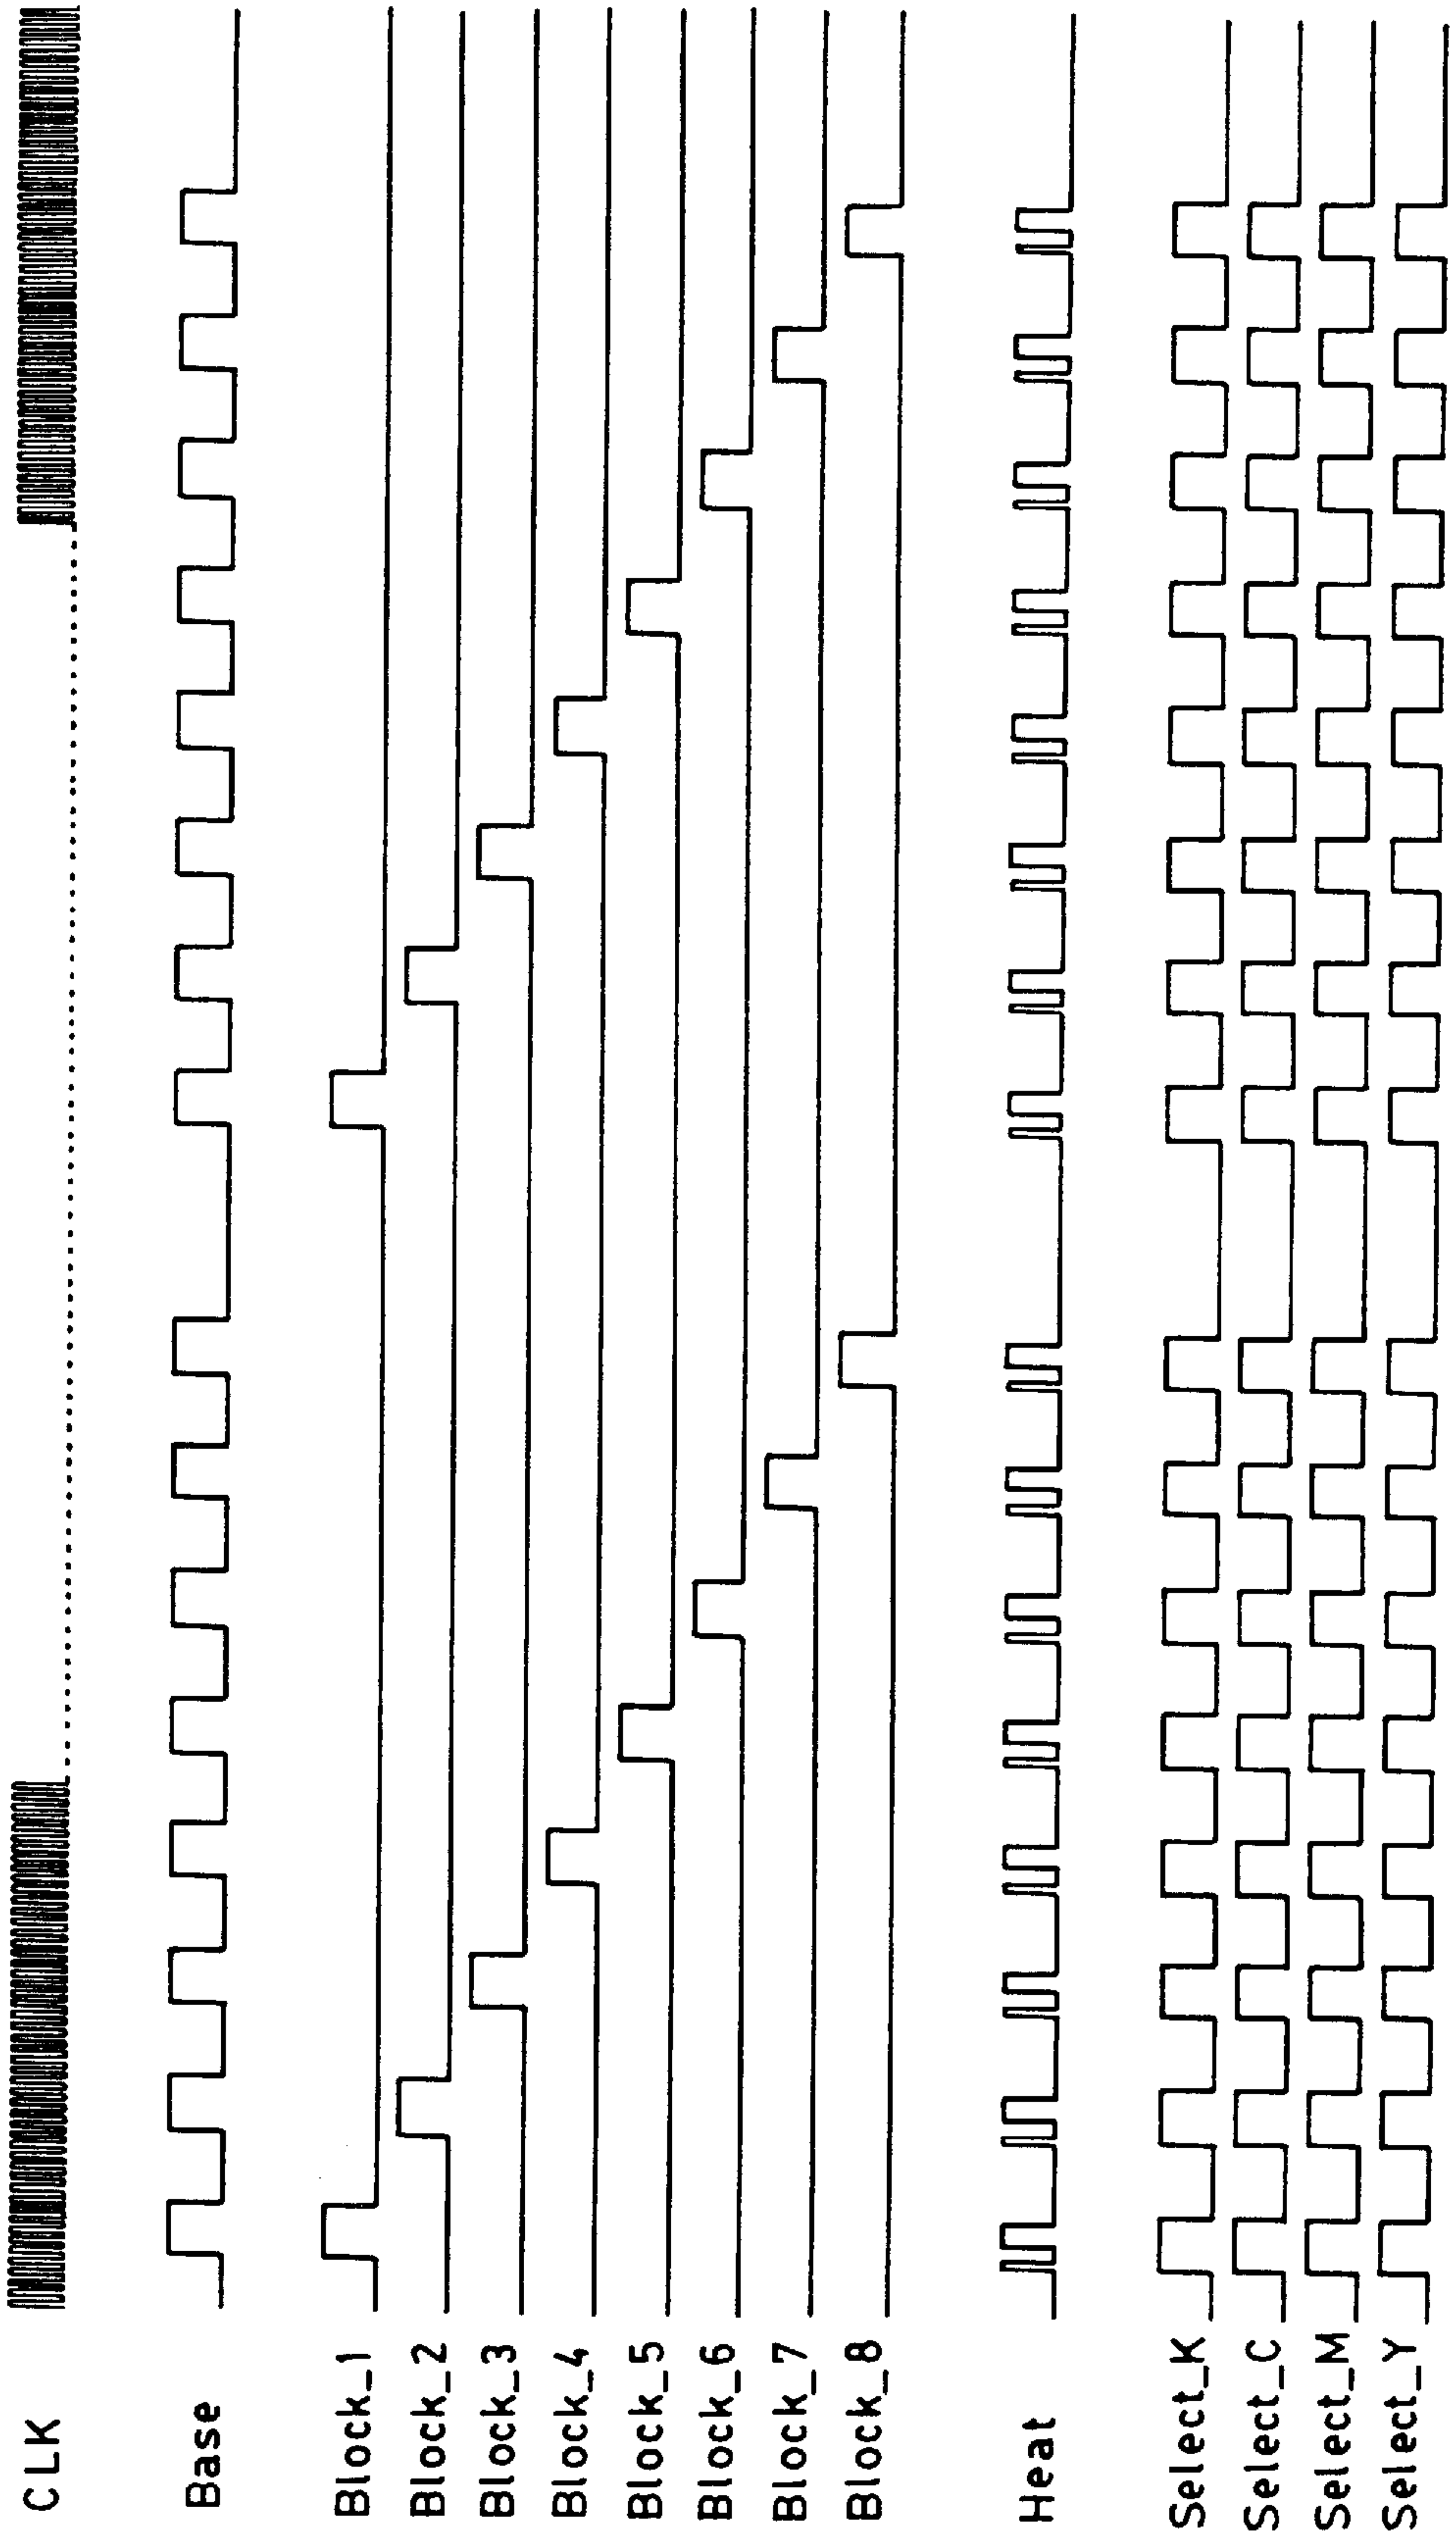 CLK
Base
Block_1
Block_2
Block_3
Block_4
Block_5
Block_6
Block_7
Block_8
Heat
Select_K
Select_C
Select_M
Select_Y